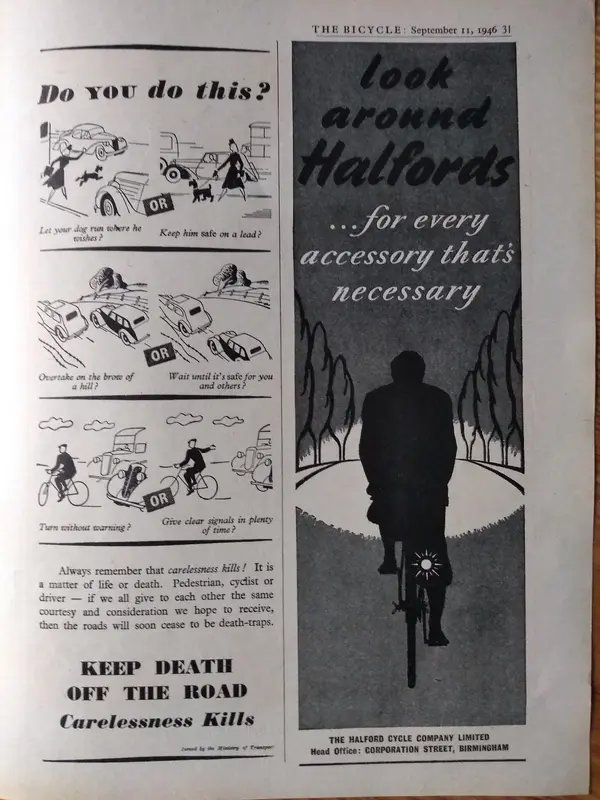 THE BICYCLE: September 11, 1946 31
Do YOU do this?
OR
Let your dog run where he
wishes?
Keep him safe on a lead?
OR
Overtake on the brow of
a hill?
Wait until it's safe for you
and others?
OR
Turn without warning?
Give clear signals in plenty
of time?
Always remember that carelessness kills! It is
a matter of life or death. Pedestrian, cyclist or
driver — if we all give to each other the same
courtesy and consideration we hope to receive,
then the roads will soon cease to be death-traps.
KEEP DEATH
OFF THE ROAD
Carelessness Kills
Issued by the Ministry of Transport
look
around
Halfords
...for every
accessory that's
necessary
THE HALFORD CYCLE COMPANY LIMITED
Head Office: CORPORATION STREET, BIRMINGHAM